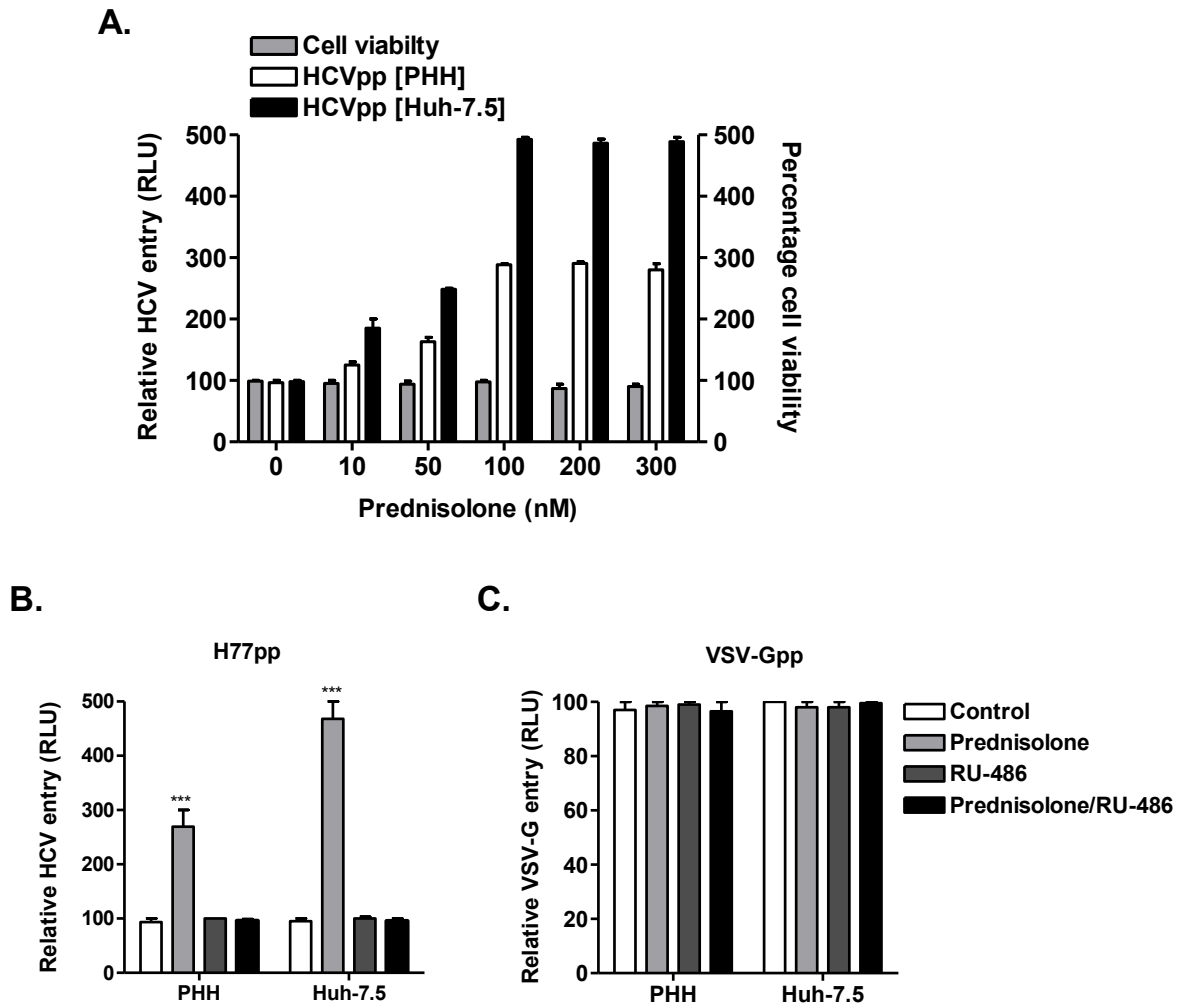 A.
Cell viabilty
HCVpp [PHH]
HCVpp [Huh-7.5]
Relative HCV entry (RLU)
500
400
300
200
100
0
500
400
300
200
100
0
Percentage cell viability
0 10 50 100 200 300
Prednisolone (nM)
B.
H77pp
Relative HCV entry (RLU)
500
400
300
200
100
0
***
***
PHH Huh-7.5
C.
VSV-Gpp
Relative VSV-G entry (RLU)
100
80
60
40
20
0
PHH Huh-7.5
Control
Prednisolone
RU-486
Prednisolone/RU-486